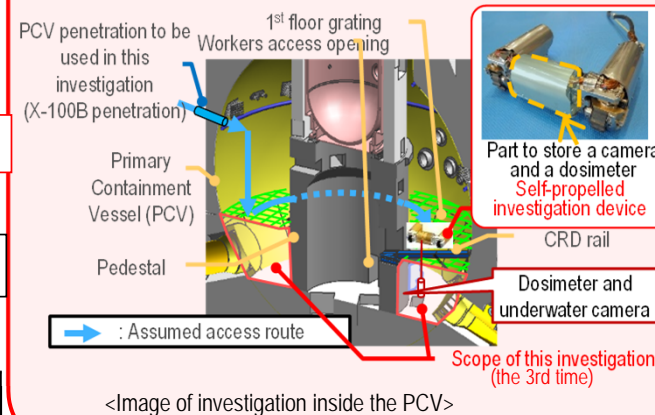 PCV penetration to be
used in this
investigation
(X-100B penetration)
1st floor grating
Workers access opening
Primary
Containment
Vessel (PCV)
Pedestal
: Assumed access route
Part to store a camera
and a dosimeter
Self-propelled
investigation device
CRD rail
Dosimeter and
underwater camera
Scope of this investigation
(the 3rd time)
<Image of investigation inside the PCV>